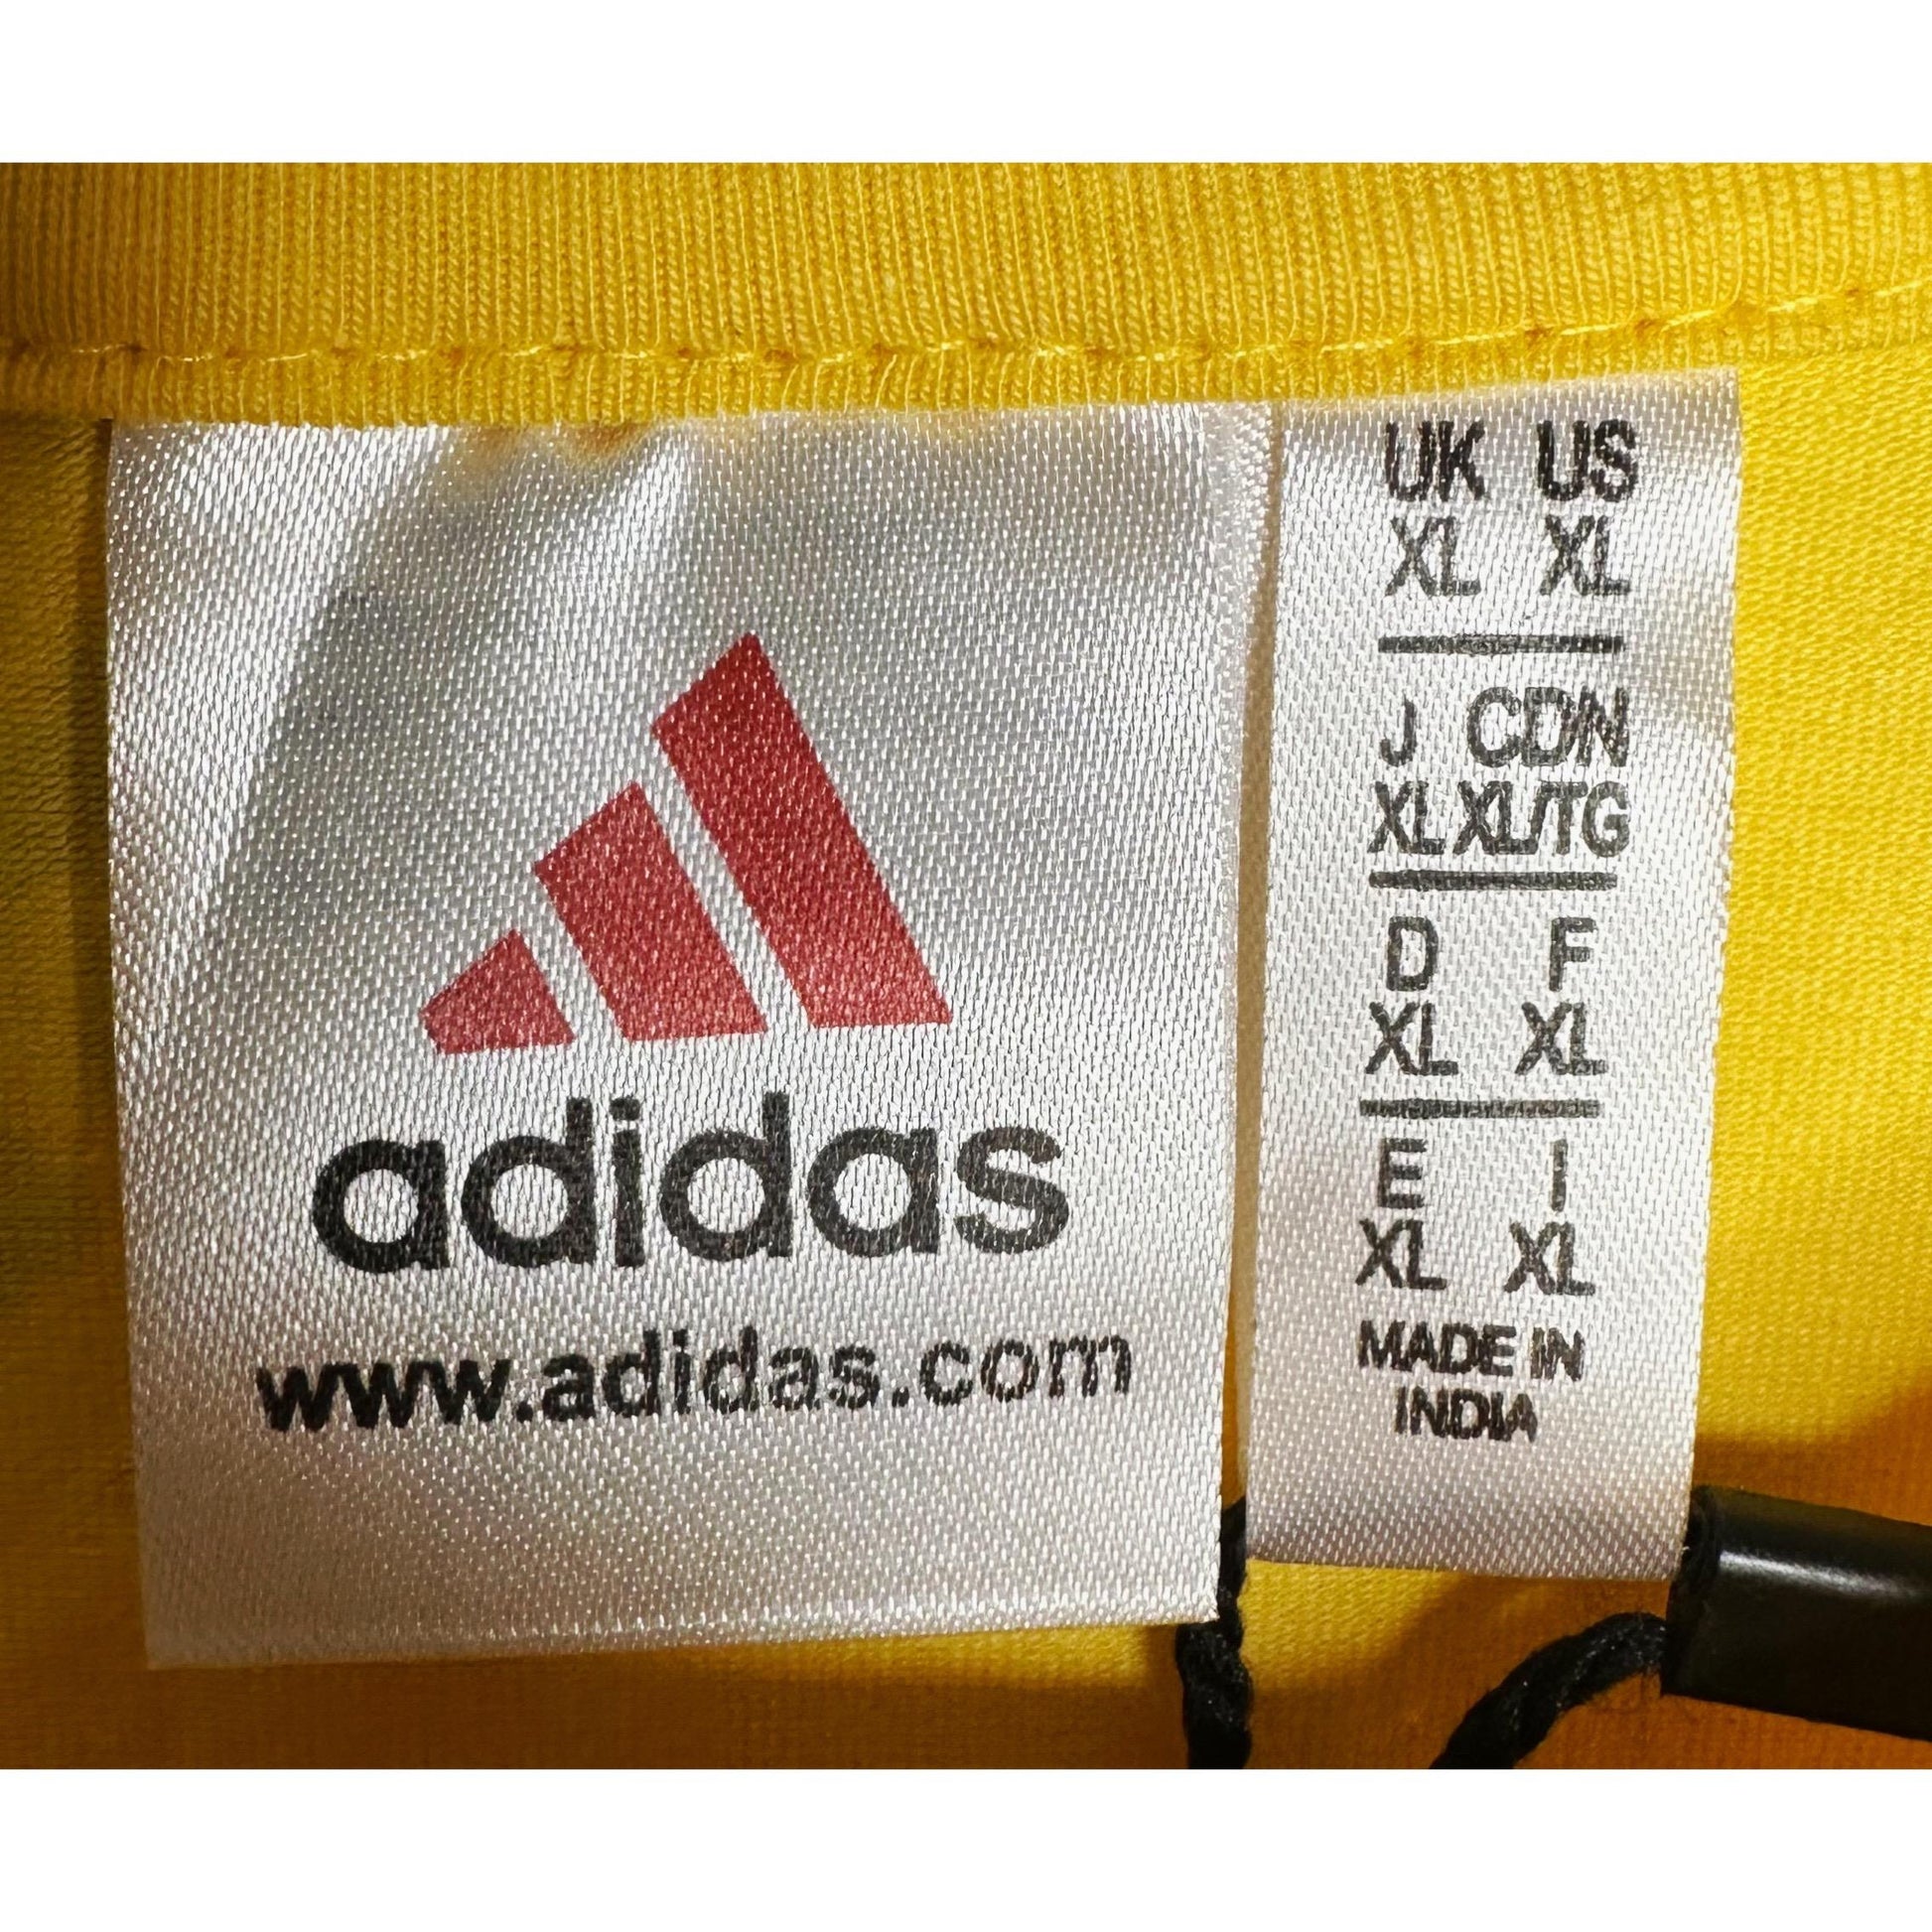 adidas
www.adidas.com
UK US
XL XL
J CDN
XL XL/TG
D F
XL XL
E I
XL XL
MADE IN
INDIA